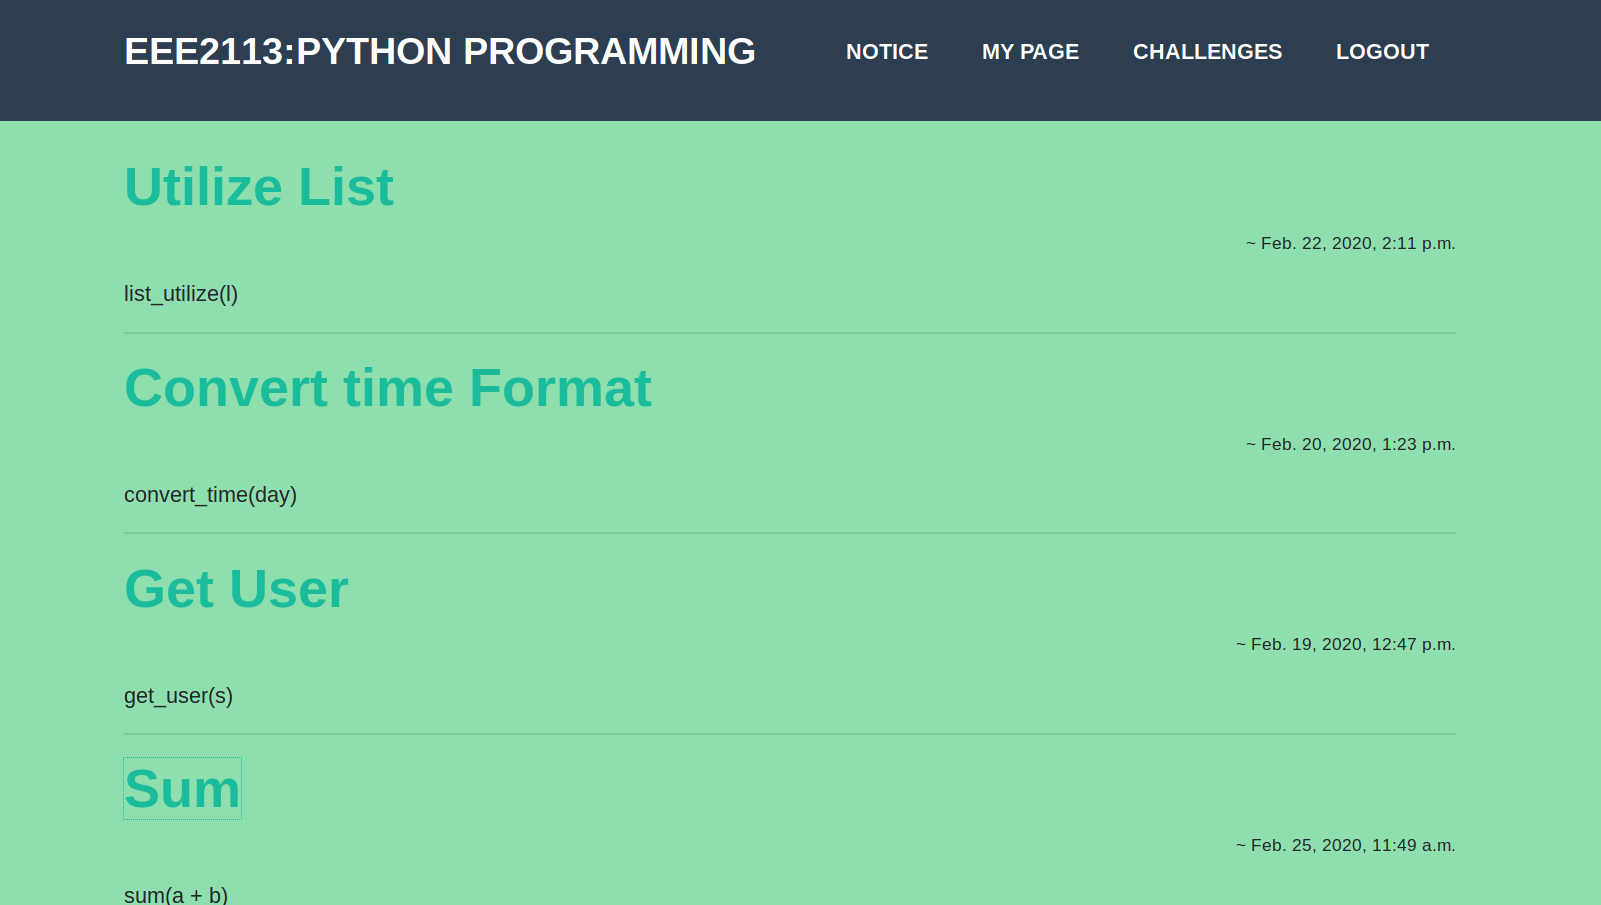 EEE2113:PYTHON PROGRAMMING NOTICE MY PAGE CHALLENGES LOGOUT
Utilize List
~ Feb. 22, 2020, 2:11 p.m.
list_utilize(l)
Convert time Format
~ Feb. 20, 2020, 1:23 p.m.
convert_time(day)
Get User
~ Feb. 19, 2020, 12:47 p.m.
get_user(s)
Sum
~ Feb. 25, 2020, 11:49 a.m.
sum(a + b)